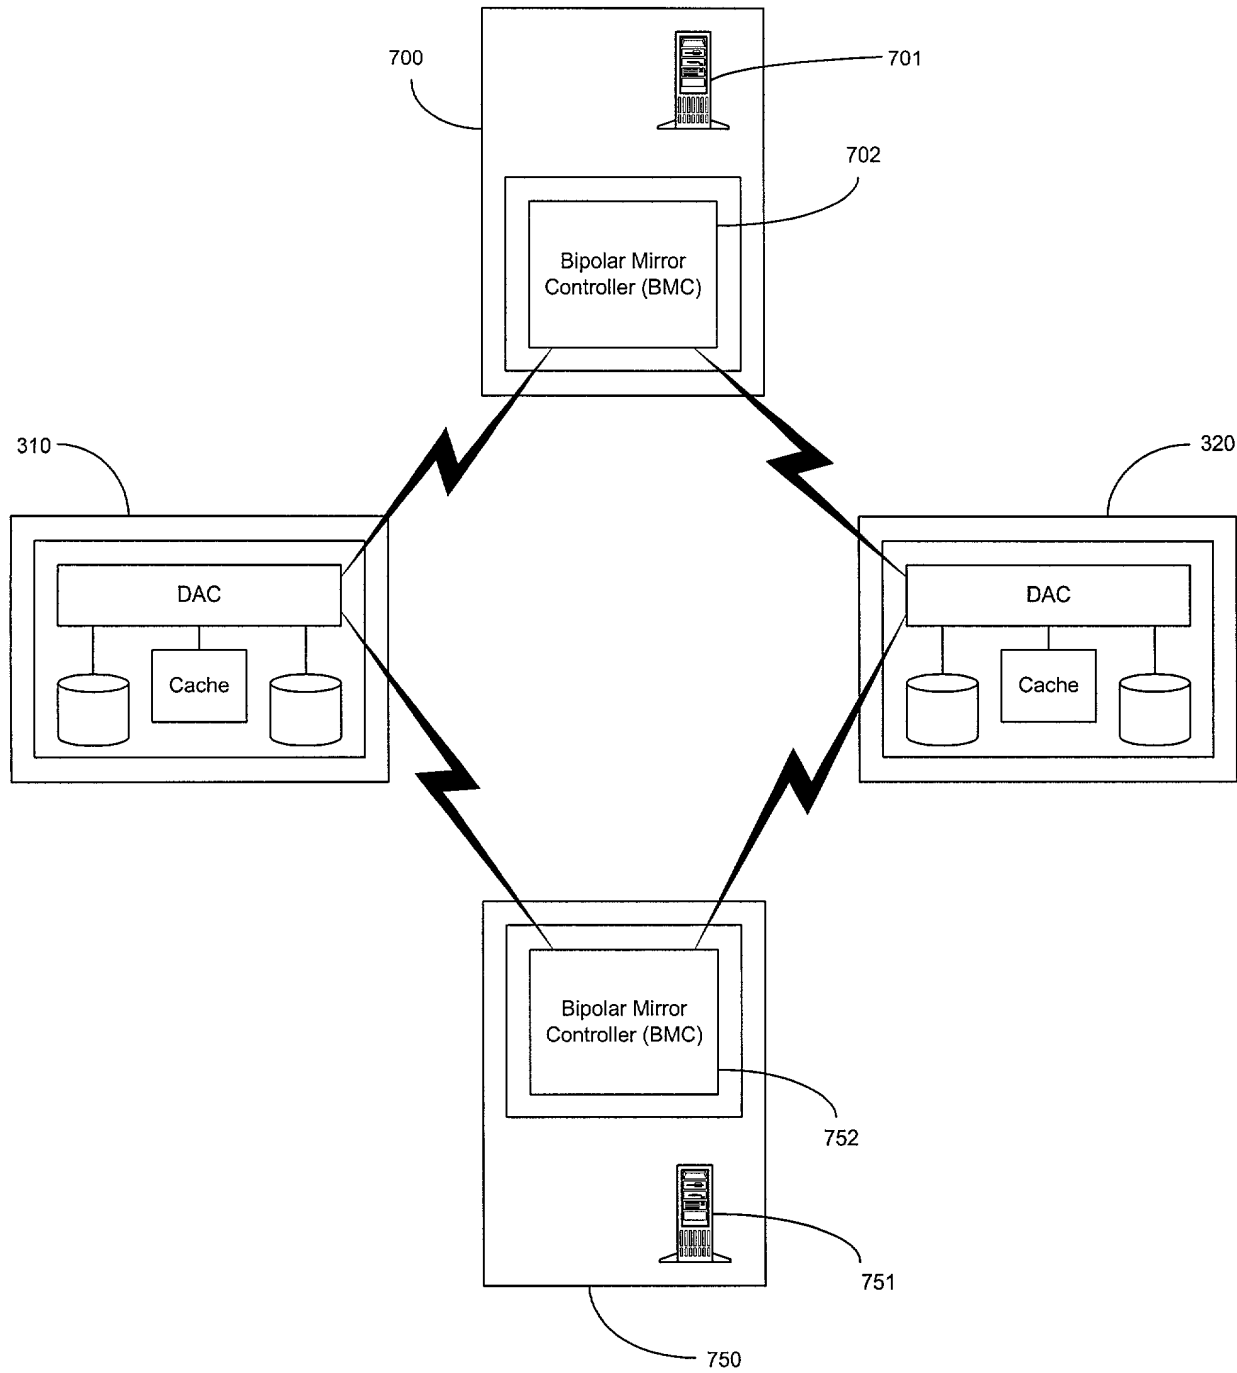 700
701
702
Bipolar Mirror
Controller (BMC)
310
320
DAC
DAC
Cache
Cache
Bipolar Mirror
Controller (BMC)
752
751
750